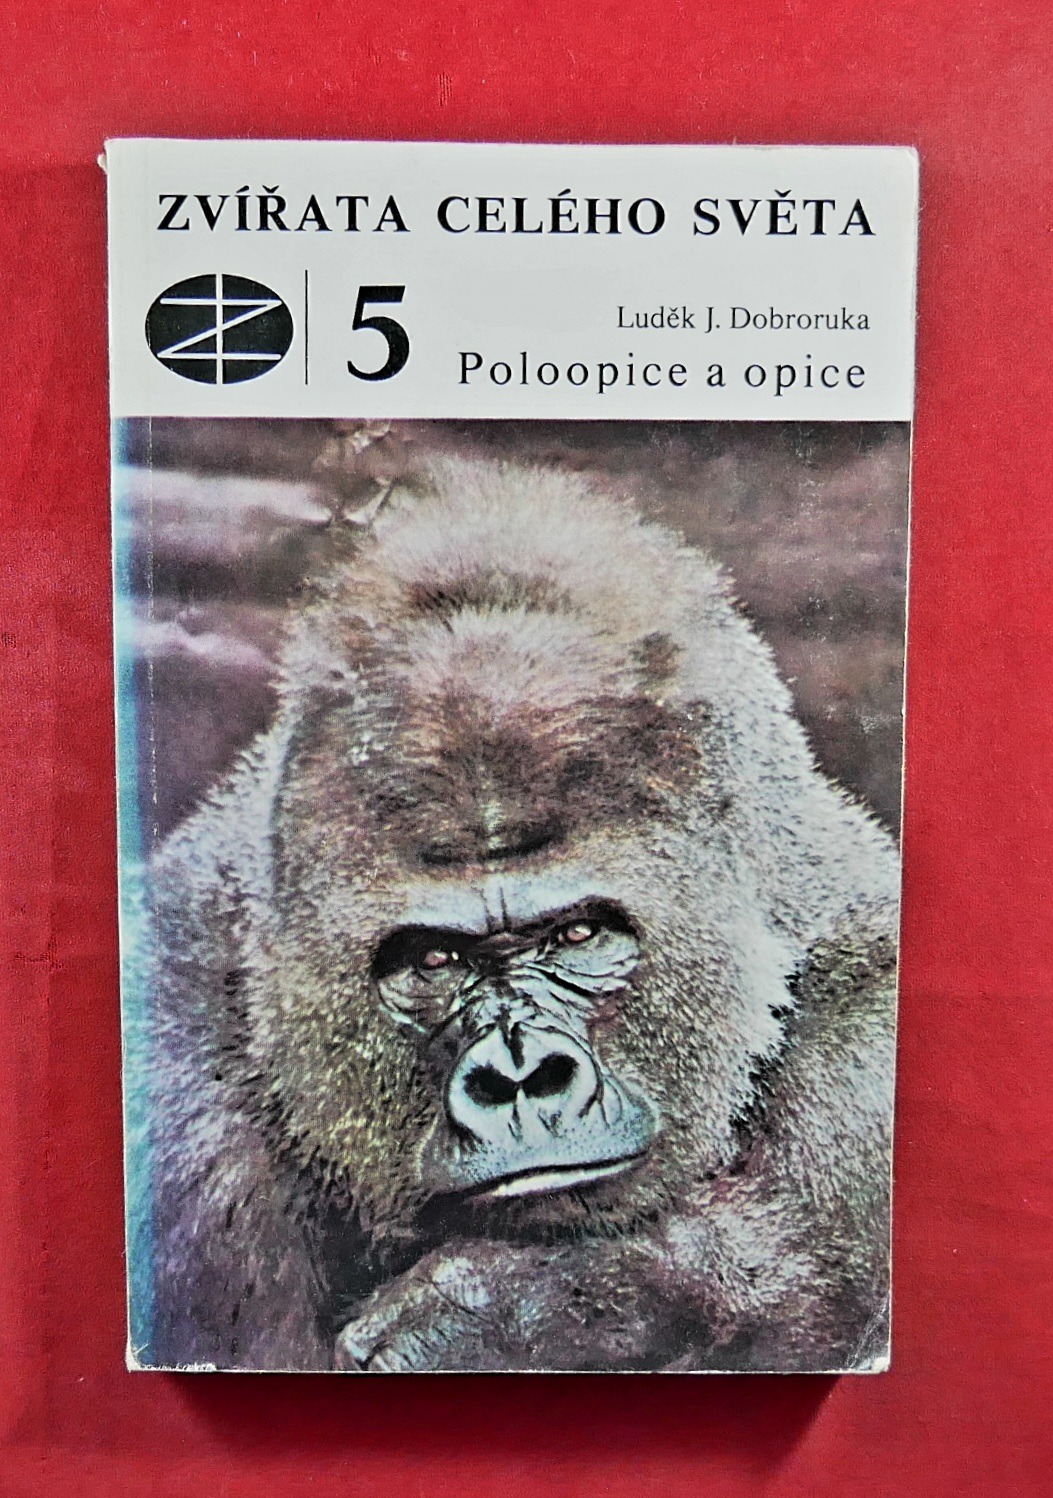 ZVÍŘATA CELÉHO SVĚTA
5
Luděk J. Dobroruka
Poloopice a opice